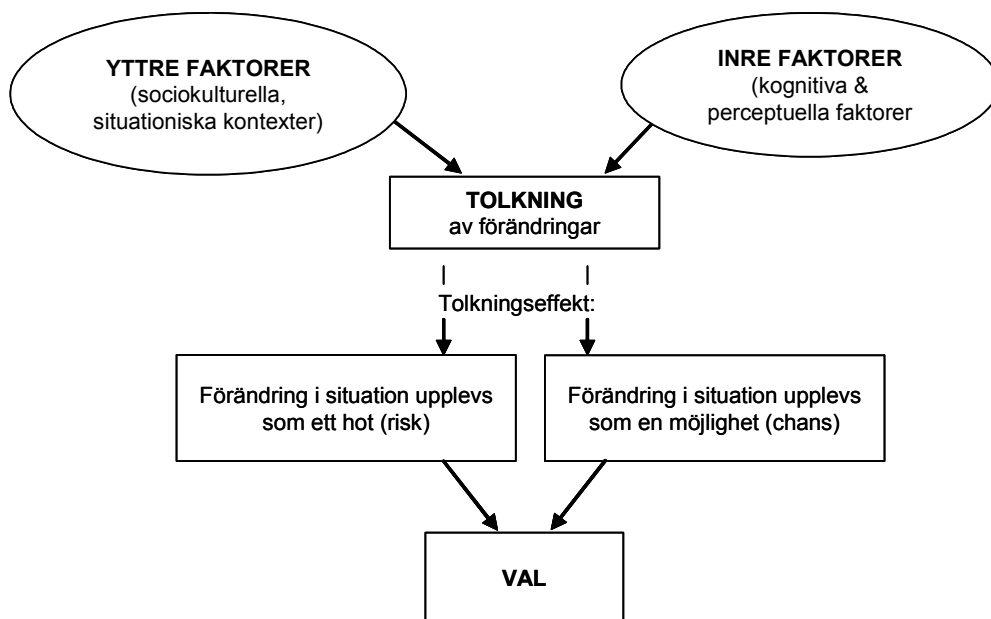 YTTRE FAKTORER
(sociokulturella,
situationiska kontexter)
INRE FAKTORER
(kognitiva &
perceptuella faktorer
TOLKNING
av förändringar
Tolkningseffekt:
Förändring i situation upplevs
som ett hot (risk)
Förändring i situation upplevs
som en möjlighet (chans)
VAL